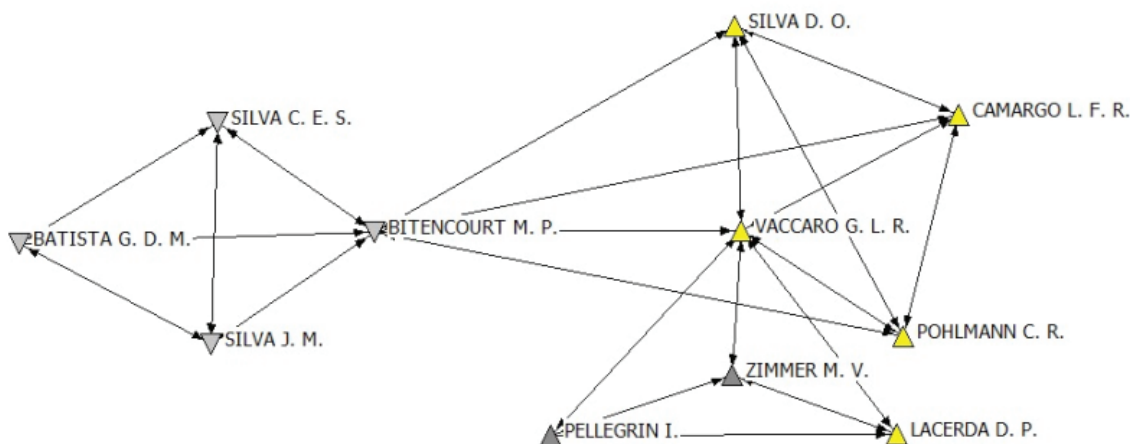 SILVA D. O.
CAMARGO L. F. R.
SILVA C. E. S.
BATISTA G. D. M.
BITENCOURT M. P.
VACCARO G. L. R.
SILVA J. M.
POHLMANN C. R.
ZIMMER M. V.
PELLEGRIN I.
LACERDA D. P.